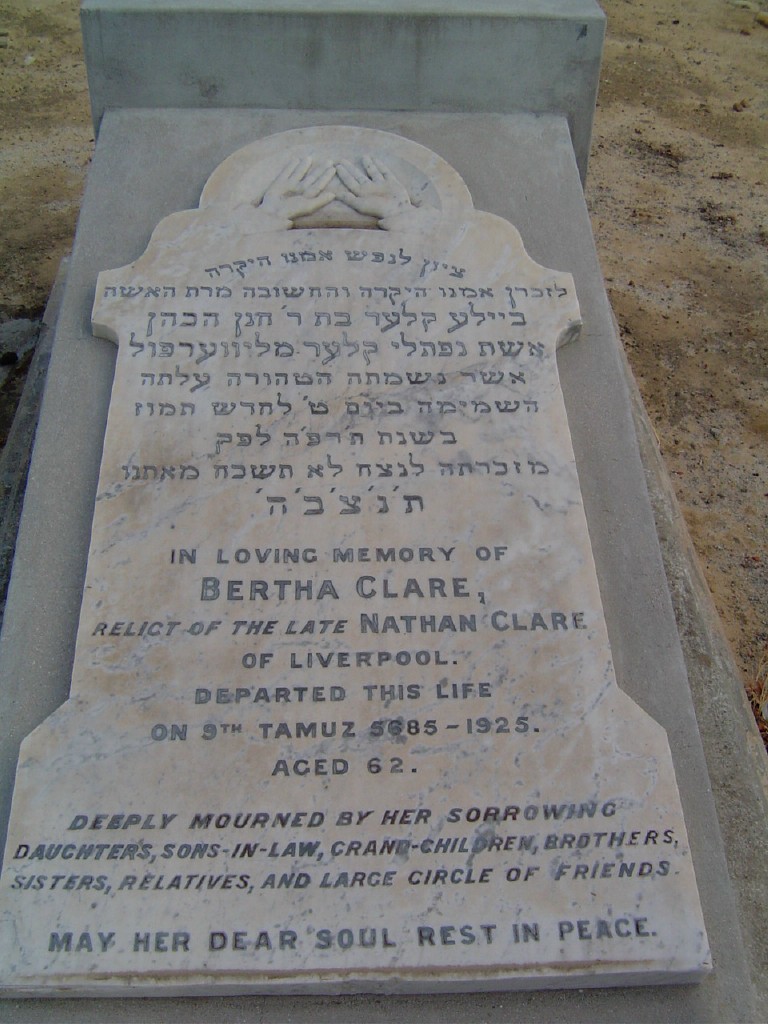 ציון לנפש אמנו היקרה
לזכרון אמנו היקרה והחשובה מרת האשה
ביילע קלער בת ר׳ חנן הכהן
אשת נפתלי קלער מליווערפול
אשר נשמתה הטהורה עלתה
השמימה ביום ט׳ לחדש תמוז
בשנת תרפ״ה לפק
מזכרתה לנצח לא תשכח מאתנו
ת׳נ׳צ׳ב׳ה׳
IN LOVING MEMORY OF
BERTHA CLARE,
RELICT OF THE LATE NATHAN CLARE
OF LIVERPOOL.
DEPARTED THIS LIFE
ON 9TH TAMUZ 5685-1925.
AGED 62.
DEEPLY MOURNED BY HER SORROWING
DAUGHTERS, SONS-IN-LAW, GRAND-CHILDREN, BROTHERS,
SISTERS, RELATIVES, AND LARGE CIRCLE OF FRIENDS.
MAY HER DEAR SOUL REST IN PEACE.